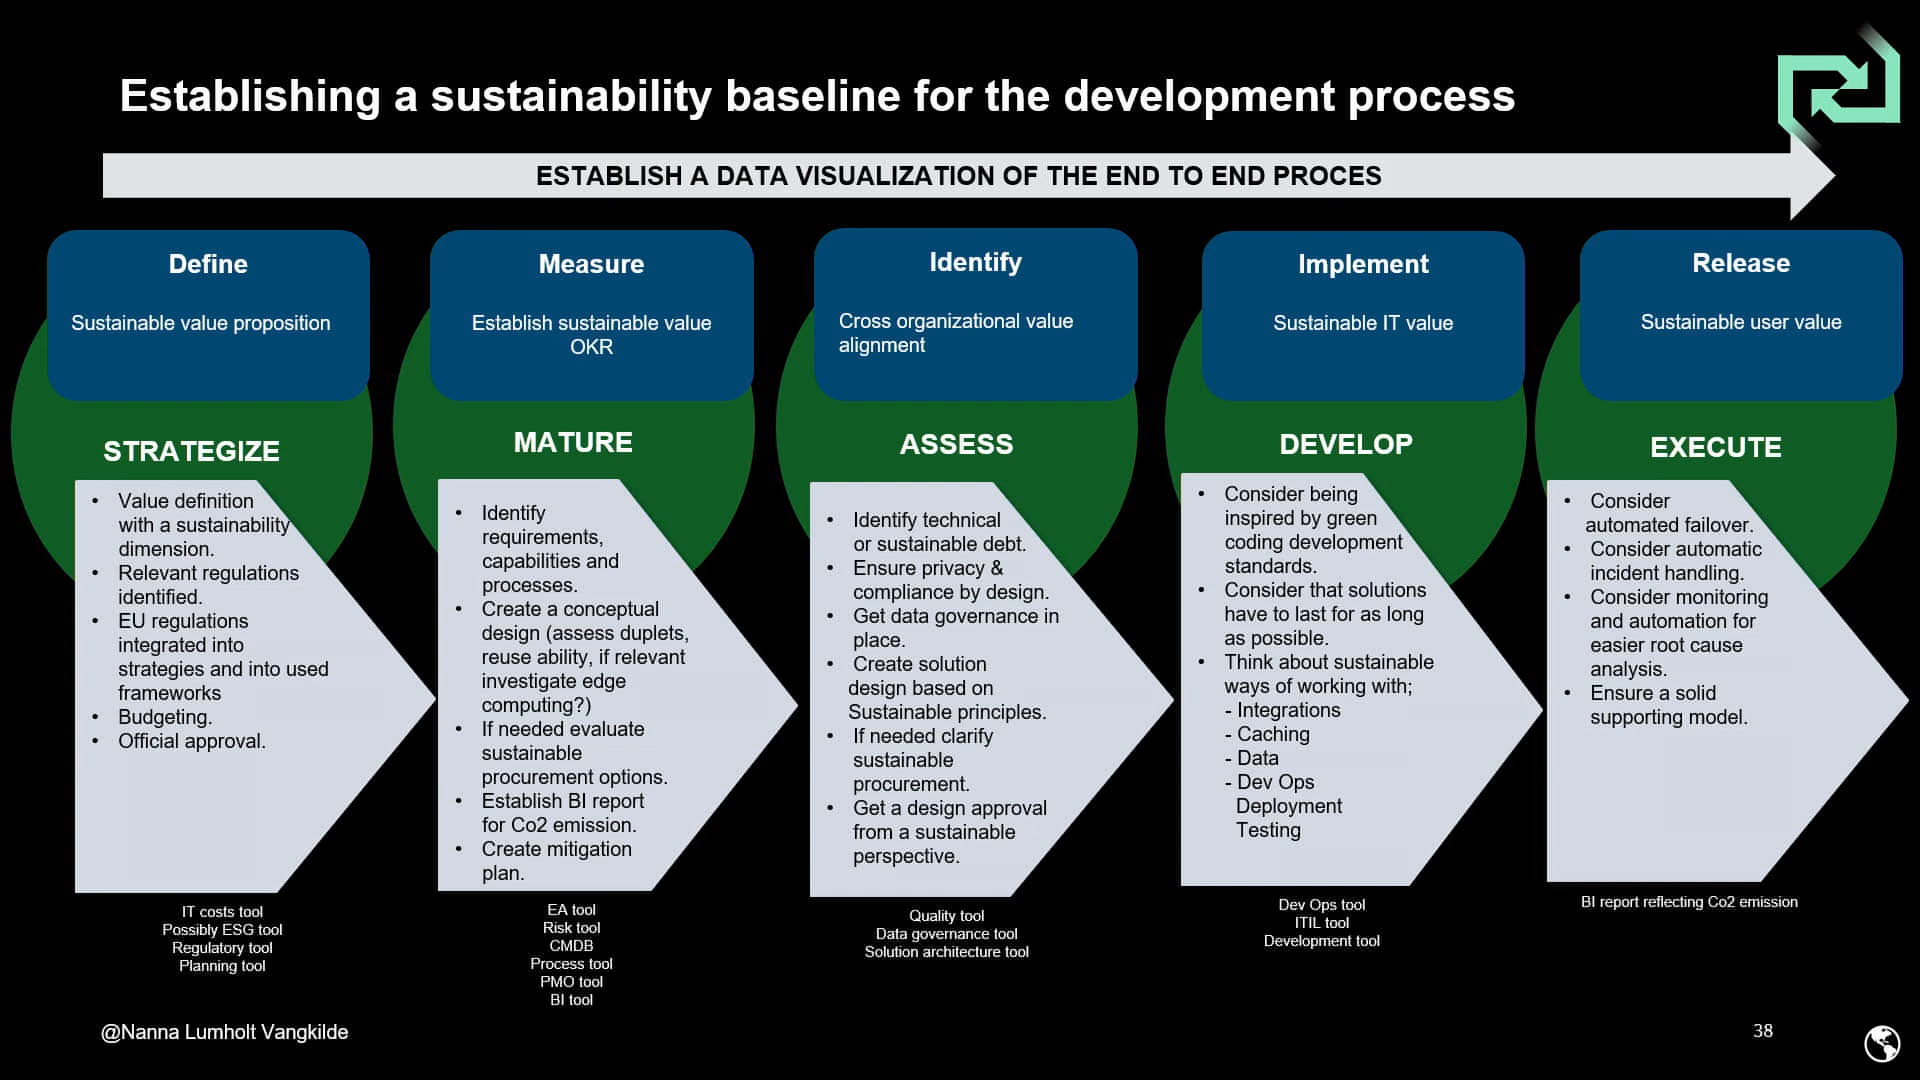 Establishing a sustainability baseline for the development process
ESTABLISH A DATA VISUALIZATION OF THE END TO END PROCES
Define
Sustainable value proposition
STRATEGIZE
• Value definition
with a sustainability
dimension.
• Relevant regulations
identified.
• EU regulations
integrated into
strategies and into used
frameworks
• Budgeting.
• Official approval.
IT costs tool
Possibly ESG tool
Regulatory tool
Planning tool
Measure
Establish sustainable value
OKR
MATURE
• Identify
requirements,
capabilities and
processes.
• Create a conceptual
design (assess duplets,
reuse ability, if relevant
investigate edge
computing?)
• If needed evaluate
sustainable
procurement options.
• Establish BI report
for Co2 emission.
• Create mitigation
plan.
EA tool
Risk tool
CMDB
Process tool
PMO tool
BI tool
Identify
Cross organizational value
alignment
ASSESS
• Identify technical
or sustainable debt.
• Ensure privacy &
compliance by design.
• Get data governance in
place.
• Create solution
design based on
Sustainable principles.
• If needed clarify
sustainable
procurement.
• Get a design approval
from a sustainable
perspective.
Quality tool
Data governance tool
Solution architecture tool
Implement
Sustainable IT value
DEVELOP
• Consider being
inspired by green
coding development
standards.
• Consider that solutions
have to last for as long
as possible.
• Think about sustainable
ways of working with;
- Integrations
- Caching
- Data
- Dev Ops
Deployment
Testing
Dev Ops tool
ITIL tool
Development tool
Release
Sustainable user value
EXECUTE
• Consider
automated failover.
• Consider automatic
incident handling.
• Consider monitoring
and automation for
easier root cause
analysis.
• Ensure a solid
supporting model.
BI report reflecting Co2 emission
@Nanna Lumholt Vangkilde
38